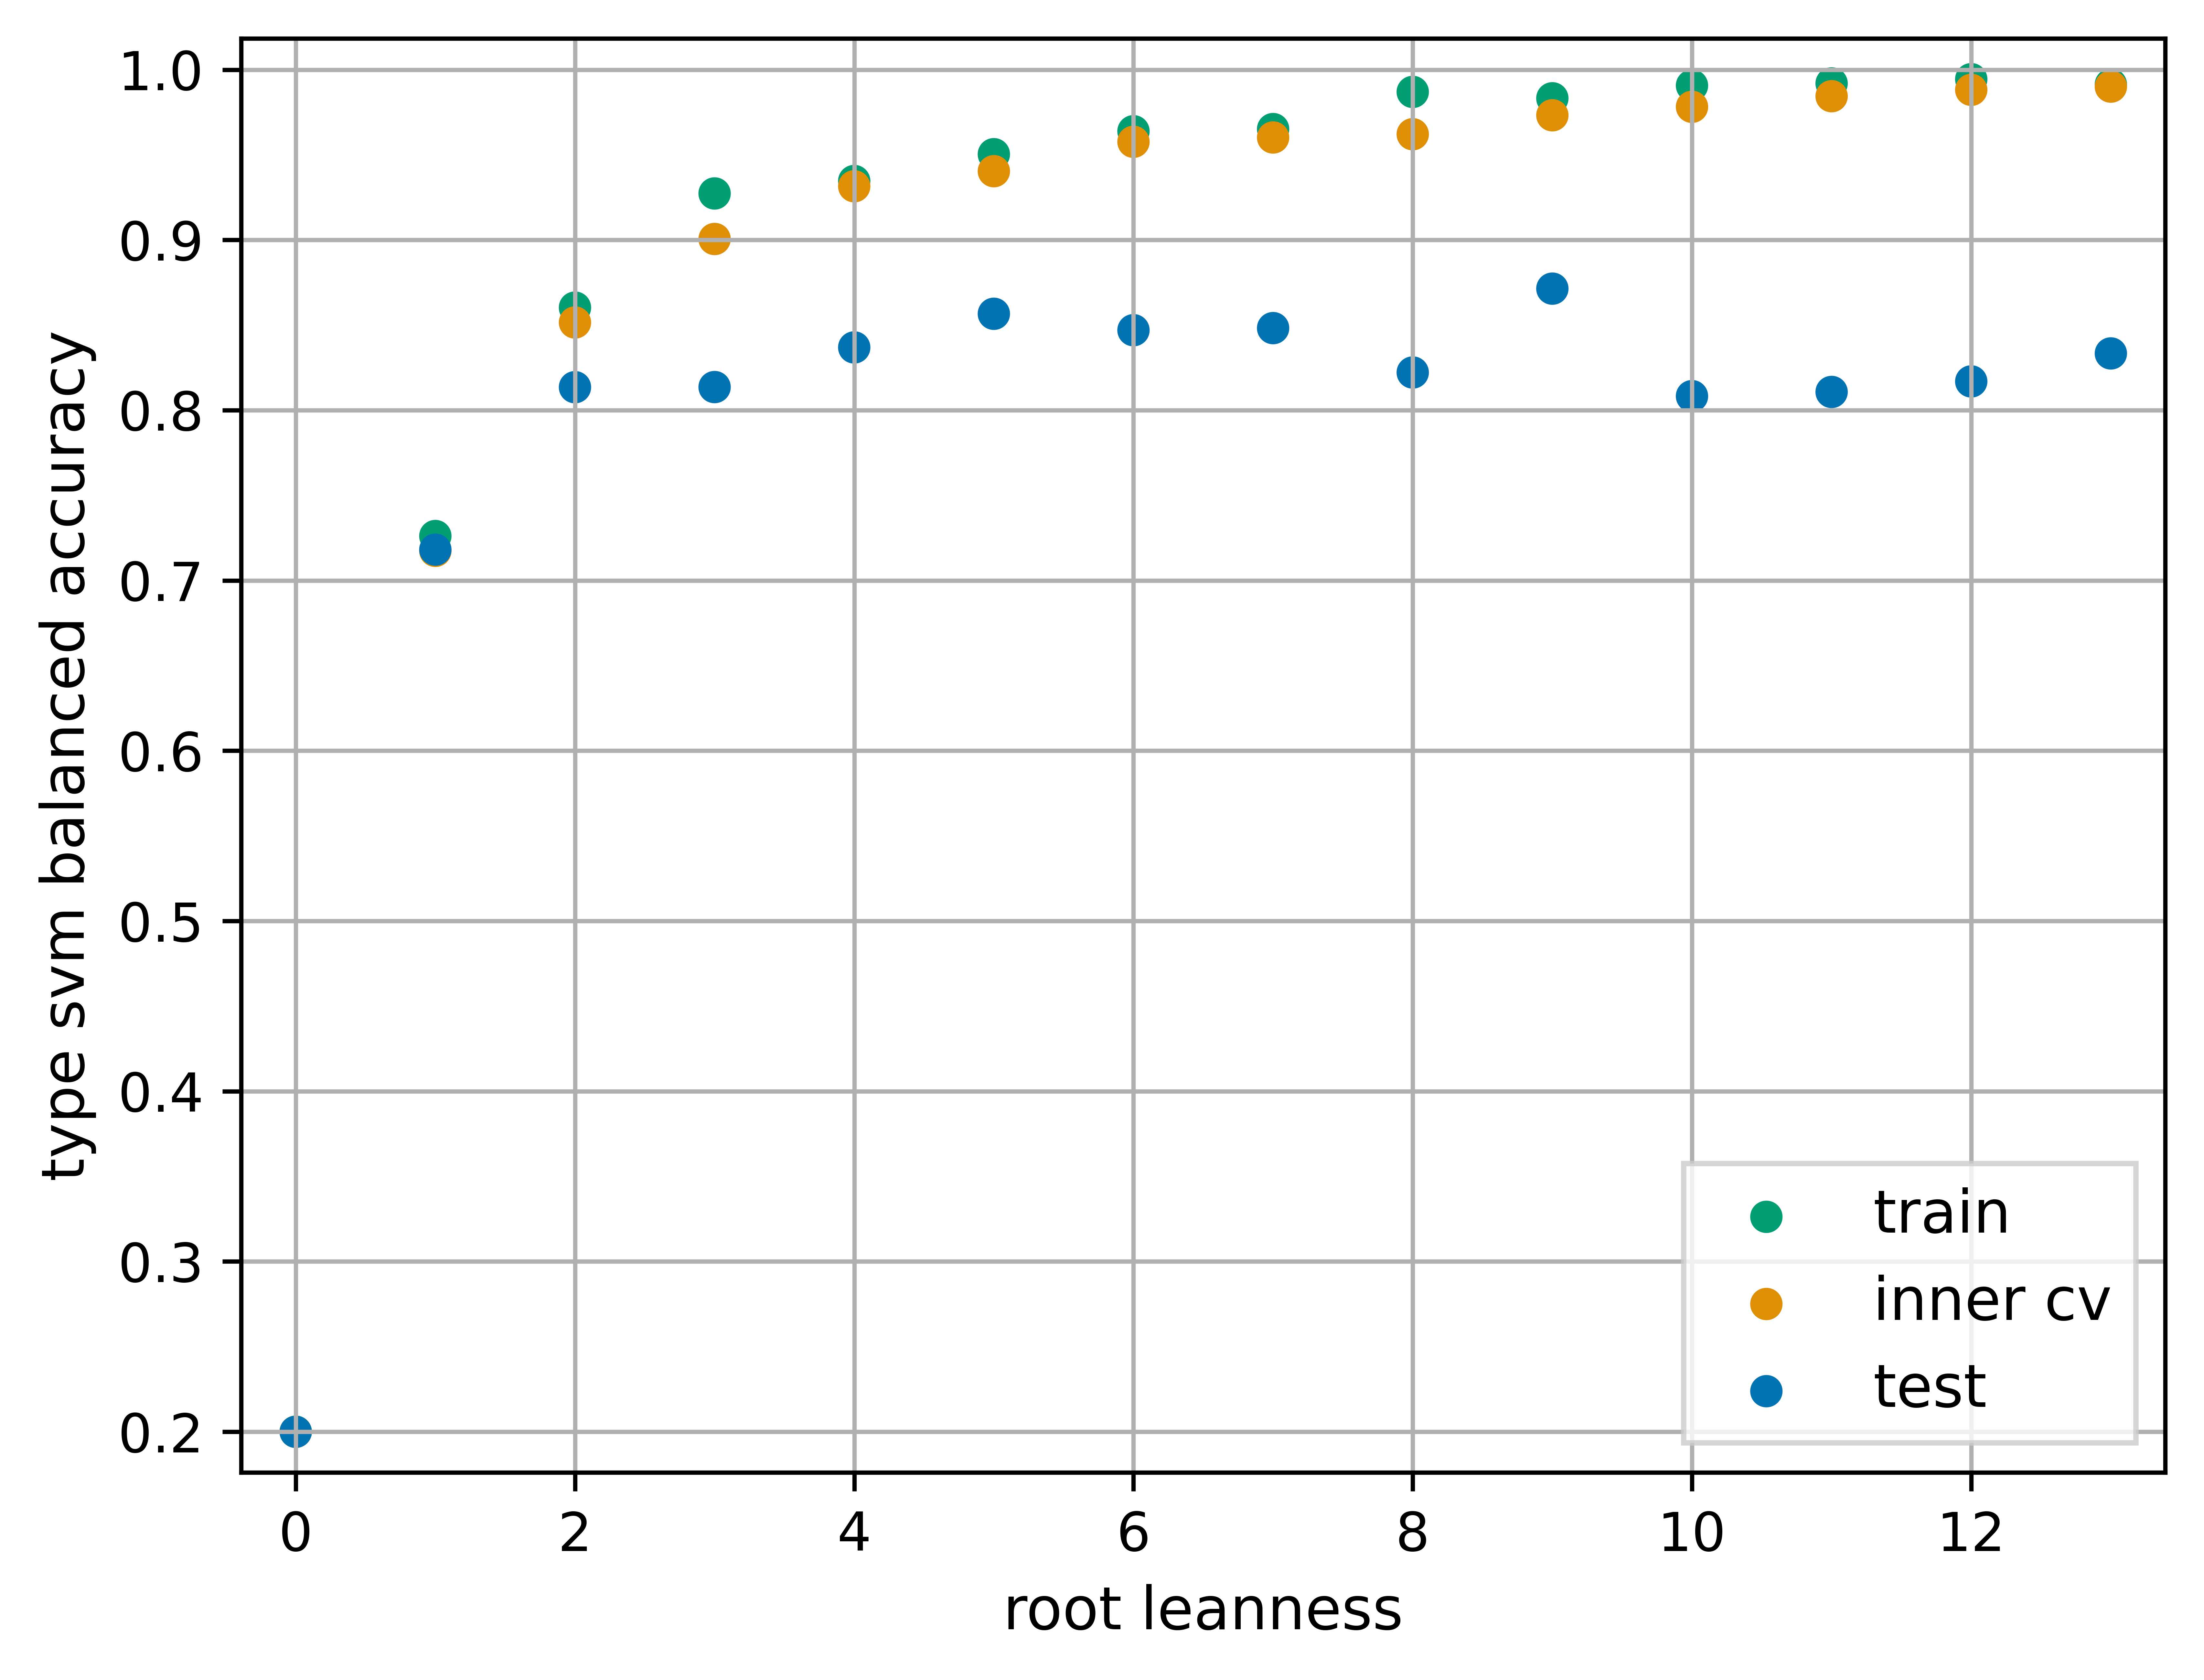 1.0
0.9
0.8
0.7
0.6
0.5
0.4
0.3
0.2
type svm balanced accuracy
train
inner cv
test
0 2 4 6 8 10 12
root leanness